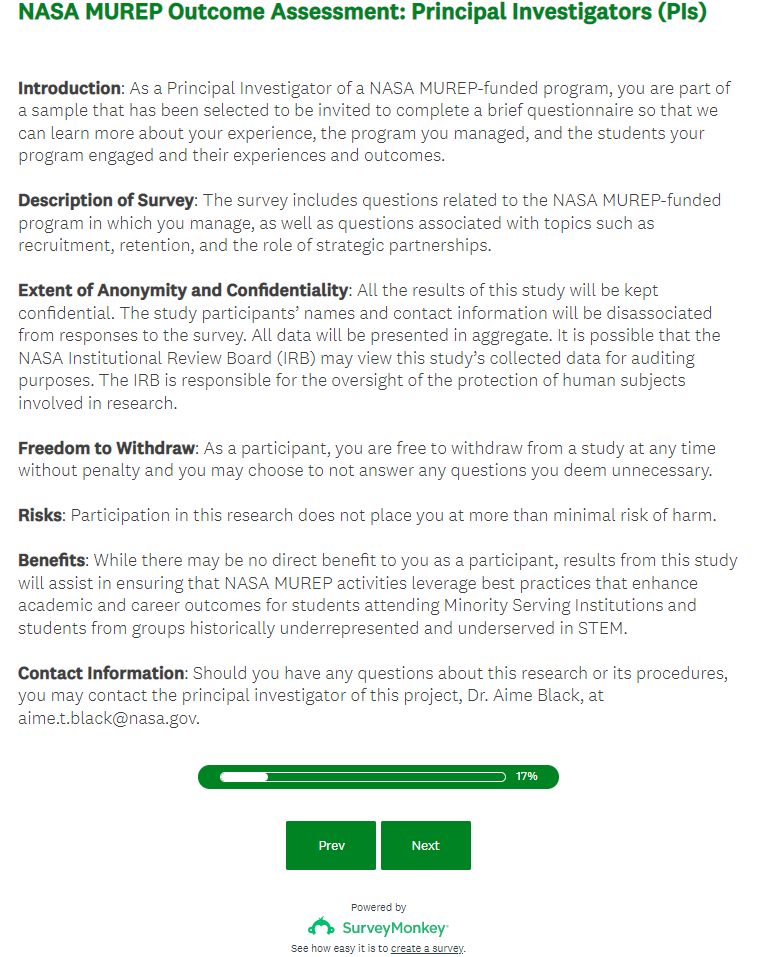 NASA MUREP Outcome Assessment: Principal Investigators (PIs)
Introduction: As a Principal Investigator of a NASA MUREP-funded program, you are part of
a sample that has been selected to be invited to complete a brief questionnaire so that we
can learn more about your experience, the program you managed, and the students your
program engaged and their experiences and outcomes.
Description of Survey: The survey includes questions related to the NASA MUREP-funded
program in which you manage, as well as questions associated with topics such as
recruitment, retention, and the role of strategic partnerships.
Extent of Anonymity and Confidentiality: All the results of this study will be kept
confidential. The study participants’ names and contact information will be disassociated
from responses to the survey. All data will be presented in aggregate. It is possible that the
NASA Institutional Review Board (IRB) may view this study’s collected data for auditing
purposes. The IRB is responsible for the oversight of the protection of human subjects
involved in research.
Freedom to Withdraw: As a participant, you are free to withdraw from a study at any time
without penalty and you may choose to not answer any questions you deem unnecessary.
Risks: Participation in this research does not place you at more than minimal risk of harm.
Benefits: While there may be no direct benefit to you as a participant, results from this study
will assist in ensuring that NASA MUREP activities leverage best practices that enhance
academic and career outcomes for students attending Minority Serving Institutions and
students from groups historically underrepresented and underserved in STEM.
Contact Information: Should you have any questions about this research or its procedures,
you may contact the principal investigator of this project, Dr. Aime Black, at
aime.t.black@nasa.gov.
17%
Prev Next
Powered by
SurveyMonkey
See how easy it is to create a survey.